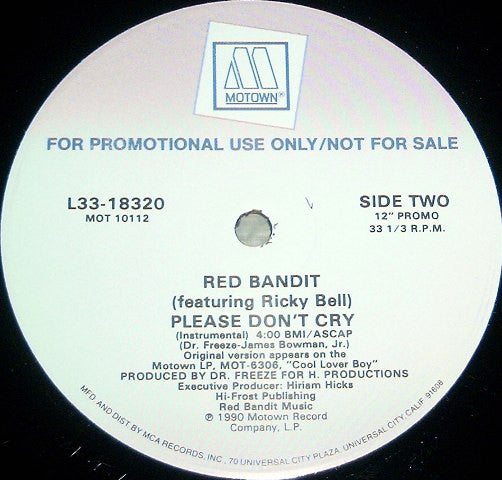 MOTOWN®
FOR PROMOTIONAL USE ONLY/NOT FOR SALE
L33-18320
MOT 10112
SIDE TWO
12" PROMO
33 1/3 R.P.M.
RED BANDIT
(featuring Ricky Bell)
PLEASE DON'T CRY
(Instrumental) 4:00 BMI/ASCAP
(Dr. Freeze-James Bowman, Jr.)
Original version appears on the
Motown LP, MOT-6306, "Cool Lover Boy"
PRODUCED BY DR. FREEZE FOR H. PRODUCTIONS
Executive Producer: Hiriam Hicks
Hi-Frost Publishing
Red Bandit Music
℗ 1990 Motown Record
Company, L.P.
MFD. AND DIST. BY MCA RECORDS, INC., 70 UNIVERSAL CITY PLAZA, UNIVERSAL CITY, CALIF. 91608